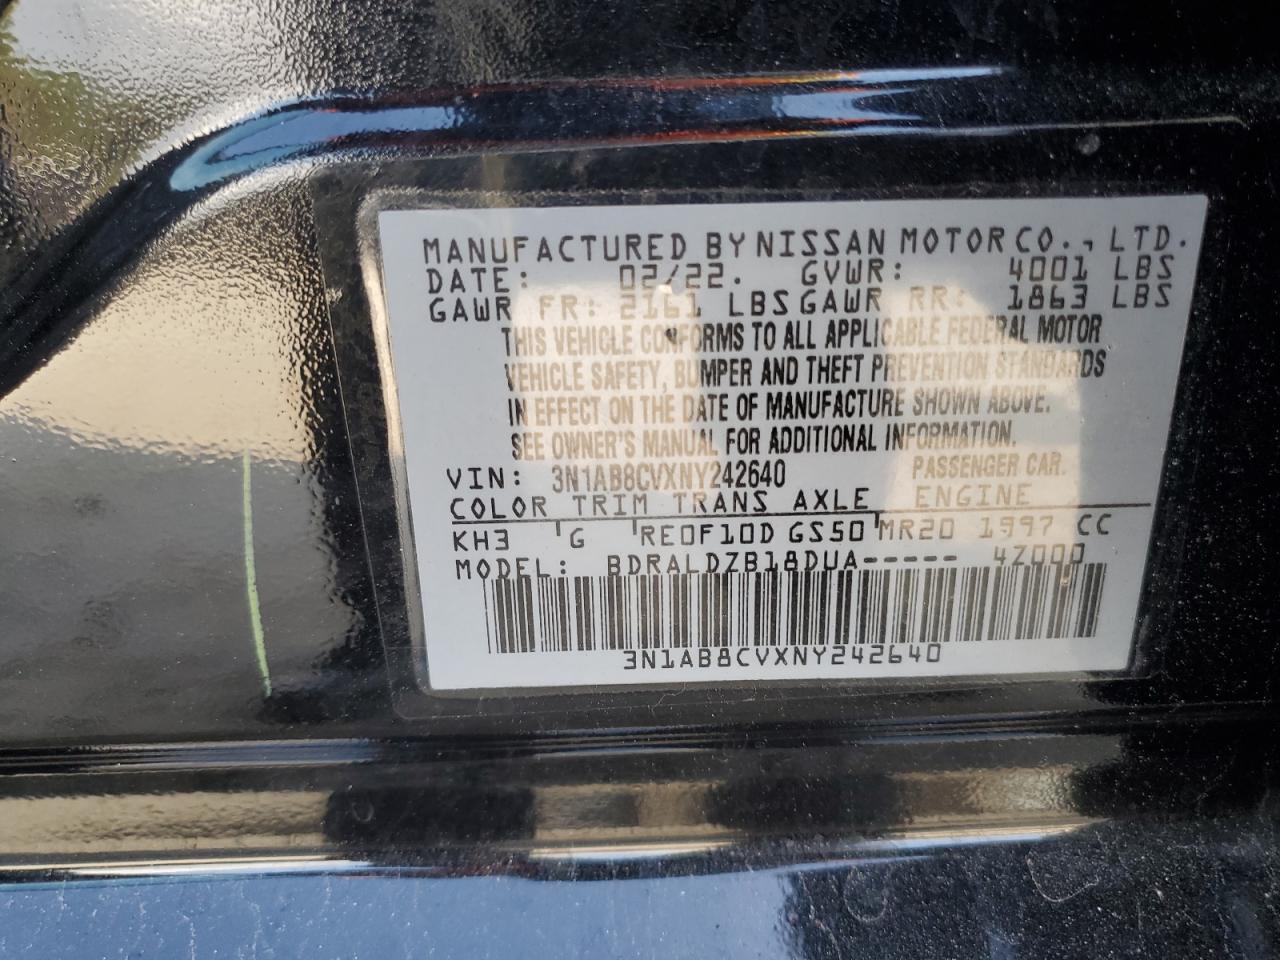 MANUFACTURED BY NISSAN MOTOR CO., LTD.
DATE: 02/22. GVWR: 4001 LBS
GAWR FR: 2161 LBS GAWR RR: 1863 LBS
THIS VEHICLE CONFORMS TO ALL APPLICABLE FEDERAL MOTOR
VEHICLE SAFETY, BUMPER AND THEFT PREVENTION STANDARDS
IN EFFECT ON THE DATE OF MANUFACTURE SHOWN ABOVE.
SEE OWNER'S MANUAL FOR ADDITIONAL INFORMATION.
VIN: 3N1AB8CVXNY242640 PASSENGER CAR.
COLOR TRIM TRANS AXLE ENGINE
KH3 G RE0F10D GS50 MR20 1997 CC
MODEL: BDRALDZB18DUA----- 4Z000
3N1AB8CVXNY242640